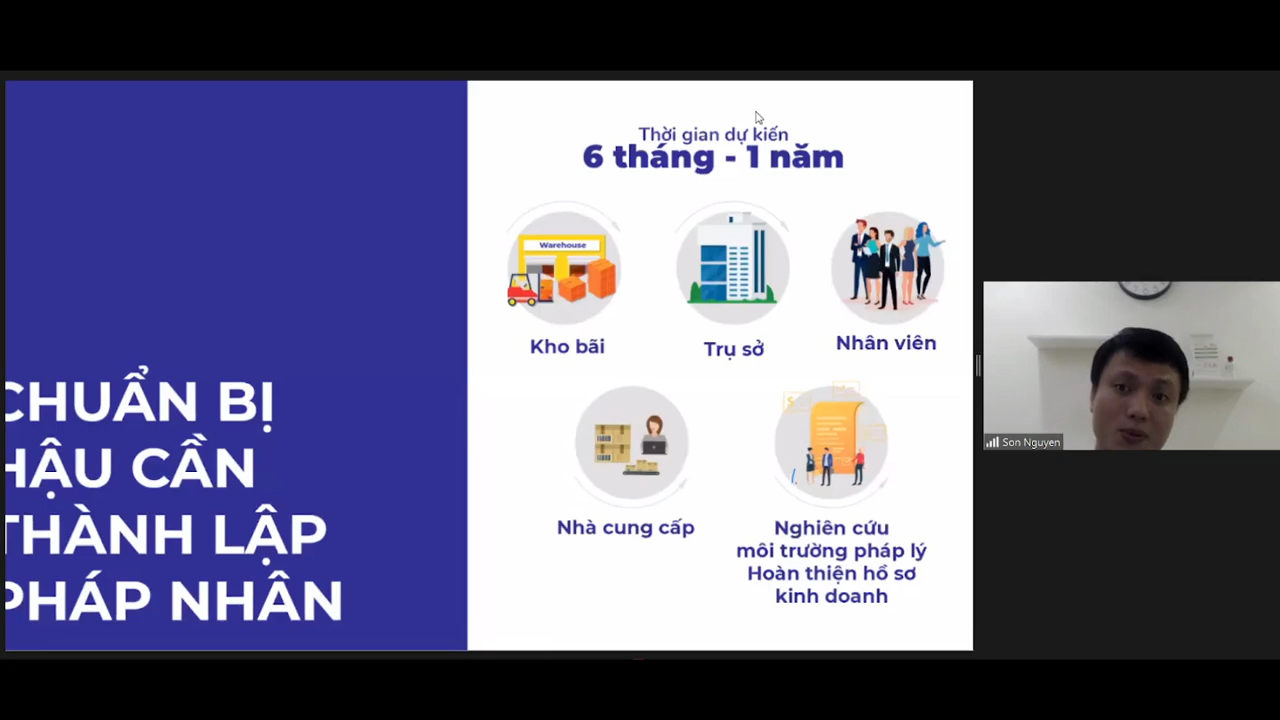 CHUẨN BỊ
HẬU CẦN
THÀNH LẬP
PHÁP NHÂN
Thời gian dự kiến
6 tháng - 1 năm
Warehouse
Kho bãi
Trụ sở
Nhân viên
Nhà cung cấp
Nghiên cứu
môi trường pháp lý
Hoàn thiện hồ sơ
kinh doanh
Son Nguyen